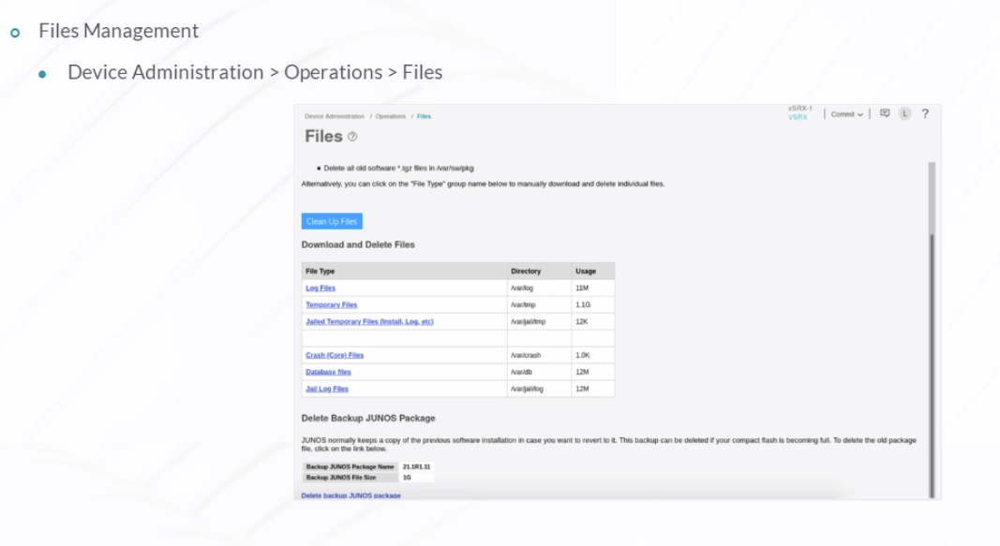 Files Management
Device Administration > Operations > Files
Device Administration / Operations / Files
vSRX-1
VSRX
Commit
L
?
Files ?
Delete all old software *.tgz files in /var/sw/pkg
Alternatively, you can click on the "File Type" group name below to manually download and delete individual files.
Clean Up Files
Download and Delete Files
File Type Directory Usage
Log Files /var/log 11M
Temporary Files /var/tmp 1.1G
Jailed Temporary Files (Install, Log, etc) /var/jail/tmp 12K
Crash (Core) Files /var/crash 1.0K
Database files /var/db 12M
Jail Log Files /var/jail/log 12M
Delete Backup JUNOS Package
JUNOS normally keeps a copy of the previous software installation in case you want to revert to it. This backup can be deleted if your compact flash is becoming full. To delete the old package
file, click on the link below.
Backup JUNOS Package Name 21.1R1.11
Backup JUNOS File Size 1G
Delete backup JUNOS package